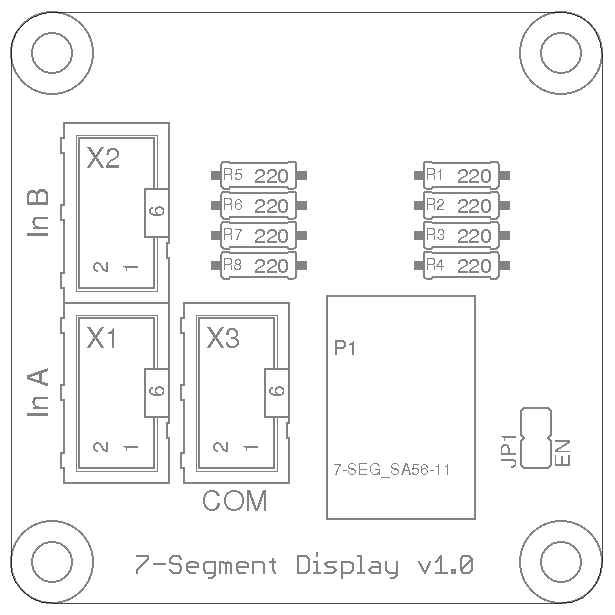 X2
In B
6
2 1
R5 220
R6 220
R7 220
R8 220
R1 220
R2 220
R3 220
R4 220
X1
In A
6
2 1
X3
6
2 1
COM
P1
7-SEG_SA56-11
JP1
EN
7-Segment Display v1.0